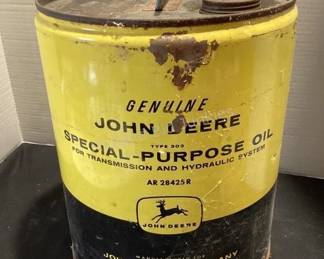 GENUINE
JOHN DEERE
TYPE 303
SPECIAL-PURPOSE OIL
FOR TRANSMISSION AND HYDRAULIC SYSTEM
AR 28425R
JOHN DEERE